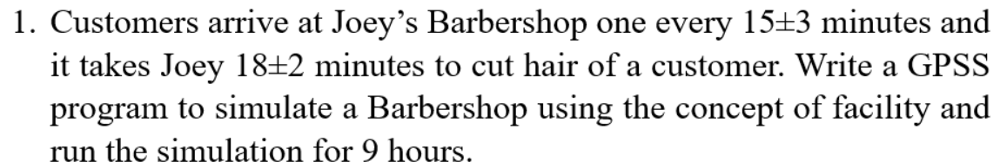 1. Customers arrive at Joey’s Barbershop one every 15±3 minutes and
it takes Joey 18±2 minutes to cut hair of a customer. Write a GPSS
program to simulate a Barbershop using the concept of facility and
run the simulation for 9 hours.